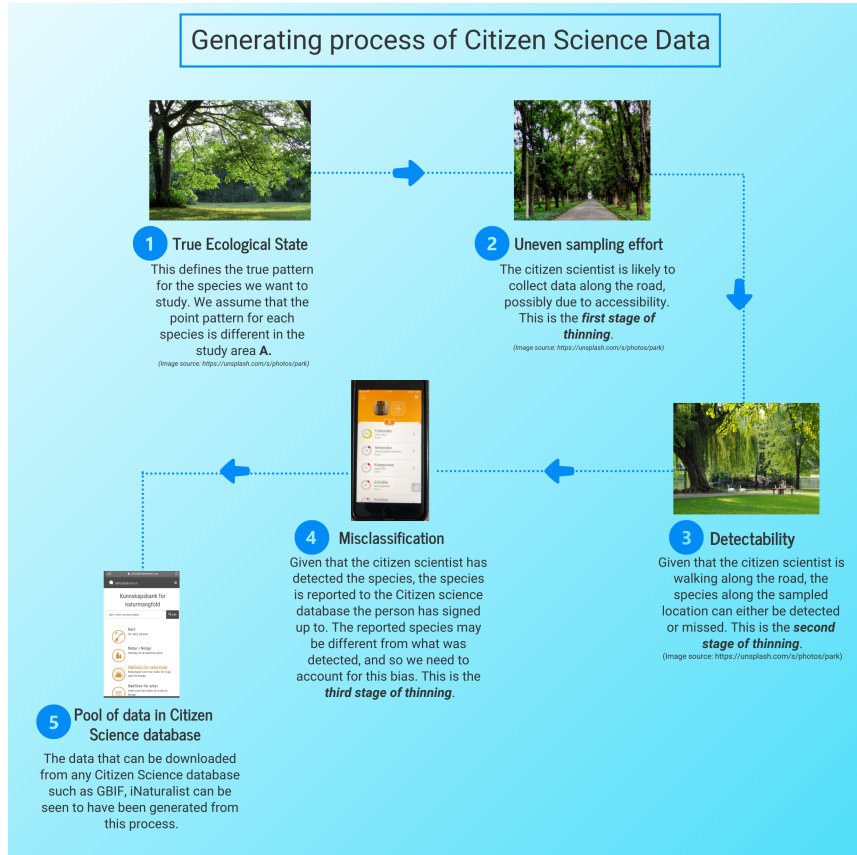 Generating process of Citizen Science Data
1
True Ecological State
This defines the true pattern
for the species we want to
study. We assume that the
point pattern for each
species is different in the
study area A.
(Image source: https://unsplash.com/s/photos/park)
2
Uneven sampling effort
The citizen scientist is likely to
collect data along the road,
possibly due to accessibility.
This is the first stage of
thinning.
(Image source: https://unsplash.com/s/photos/park)
3
Detectability
Given that the citizen scientist is
walking along the road, the
species along the sampled
location can either be detected
or missed. This is the second
stage of thinning.
(Image source: https://unsplash.com/s/photos/park)
4
Misclassification
Given that the citizen scientist has
detected the species, the species
is reported to the Citizen science
database the person has signed
up to. The reported species may
be different from what was
detected, and so we need to
account for this bias. This is the
third stage of thinning.
Kunnskapsbank for
naturmangfold
Kart
Natur i Norge
5
Pool of data in Citizen
Science database
The data that can be downloaded
from any Citizen Science database
such as GBIF, iNaturalist can be
seen to have been generated from
this process.